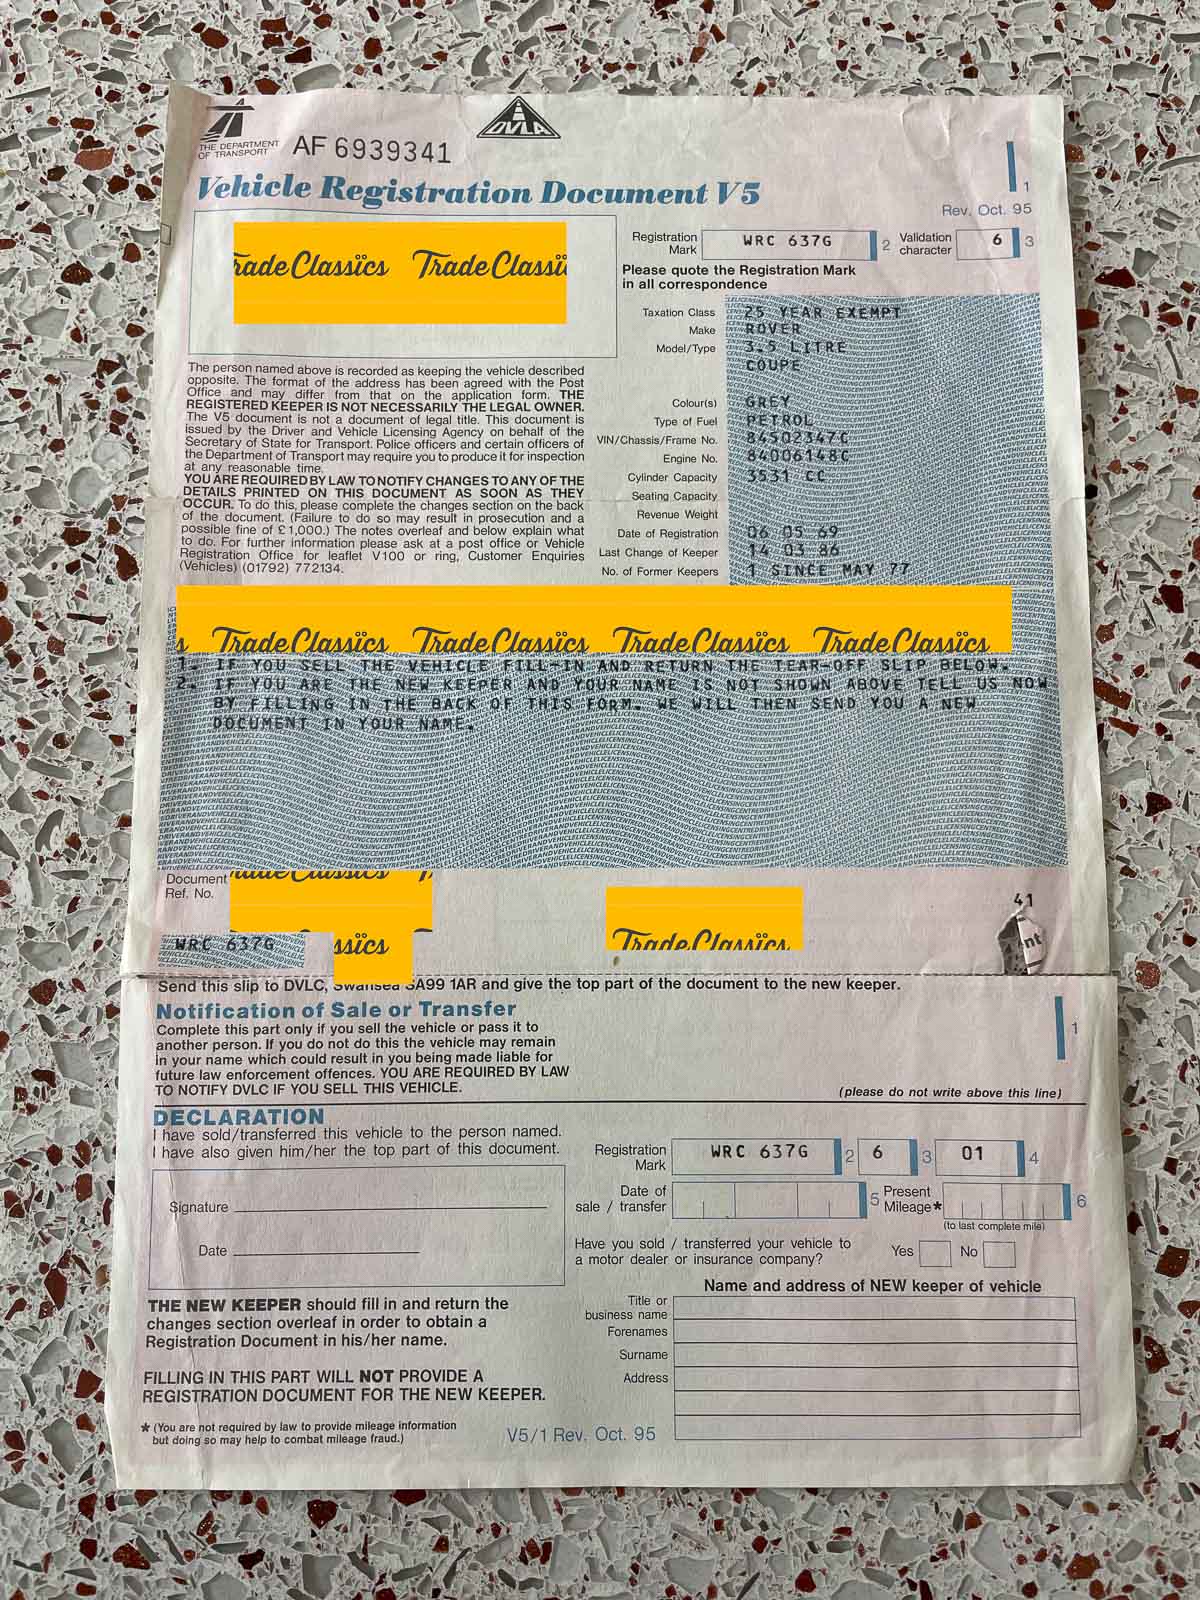 THE DEPARTMENT
OF TRANSPORT
AF 6939341
DVLA
Vehicle Registration Document V5
1
Rev. Oct. 95
Registration
Mark
WRC 637G
2
Validation
character
6
3
Please quote the Registration Mark
in all correspondence
Trade Classics
The person named above is recorded as keeping the vehicle described
opposite. The format of the address has been agreed with the Post
Office and may differ from that on the application form. THE
REGISTERED KEEPER IS NOT NECESSARILY THE LEGAL OWNER.
The V5 document is not a document of legal title. This document is
issued by the Driver and Vehicle Licensing Agency on behalf of the
Secretary of State for Transport. Police officers and certain officers of
the Department of Transport may require you to produce it for inspection
at any reasonable time.
YOU ARE REQUIRED BY LAW TO NOTIFY CHANGES TO ANY OF THE
DETAILS PRINTED ON THIS DOCUMENT AS SOON AS THEY
OCCUR. To do this, please complete the changes section on the back
of the document. (Failure to do so may result in prosecution and a
possible fine of £1,000.) The notes overleaf and below explain what
to do. For further information please ask at a post office or Vehicle
Registration Office for leaflet V100 or ring, Customer Enquiries
(Vehicles) (01792) 772134.
Taxation Class 25 YEAR EXEMPT
Make ROVER
Model/Type 3.5 LITRE
COUPE
Colour(s) GREY
Type of Fuel PETROL
VIN/Chassis/Frame No. 84502347C
Engine No. 84006148C
Cylinder Capacity 3531 CC
Seating Capacity
Revenue Weight
Date of Registration 06 05 69
Last Change of Keeper 14 03 86
No. of Former Keepers 1 SINCE MAY 77
Trade Classics Trade Classics Trade Classics Trade Classics
1. IF YOU SELL THE VEHICLE FILL-IN AND RETURN THE TEAR-OFF SLIP BELOW.
2. IF YOU ARE THE NEW KEEPER AND YOUR NAME IS NOT SHOWN ABOVE TELL US NOW
BY FILLING IN THE BACK OF THIS FORM. WE WILL THEN SEND YOU A NEW
DOCUMENT IN YOUR NAME.
Document
Ref. No.
Trade Classics
41
WRC 637G
Send this slip to DVLC, Swansea SA99 1AR and give the top part of the document to the new keeper.
Notification of Sale or Transfer
1
Complete this part only if you sell the vehicle or pass it to
another person. If you do not do this the vehicle may remain
in your name which could result in you being made liable for
future law enforcement offences. YOU ARE REQUIRED BY LAW
TO NOTIFY DVLC IF YOU SELL THIS VEHICLE.
(please do not write above this line)
DECLARATION
I have sold/transferred this vehicle to the person named.
I have also given him/her the top part of this document.
Signature
Date
Registration
Mark
WRC 637G 2 6 3 01 4
Date of
sale / transfer
5
Present
Mileage*
6
(to last complete mile)
Have you sold / transferred your vehicle to
a motor dealer or insurance company?
Yes No
Name and address of NEW keeper of vehicle
Title or
business name
Forenames
Surname
Address
THE NEW KEEPER should fill in and return the
changes section overleaf in order to obtain a
Registration Document in his/her name.
FILLING IN THIS PART WILL NOT PROVIDE A
REGISTRATION DOCUMENT FOR THE NEW KEEPER.
* (You are not required by law to provide mileage information
but doing so may help to combat mileage fraud.)
V5/1 Rev. Oct. 95